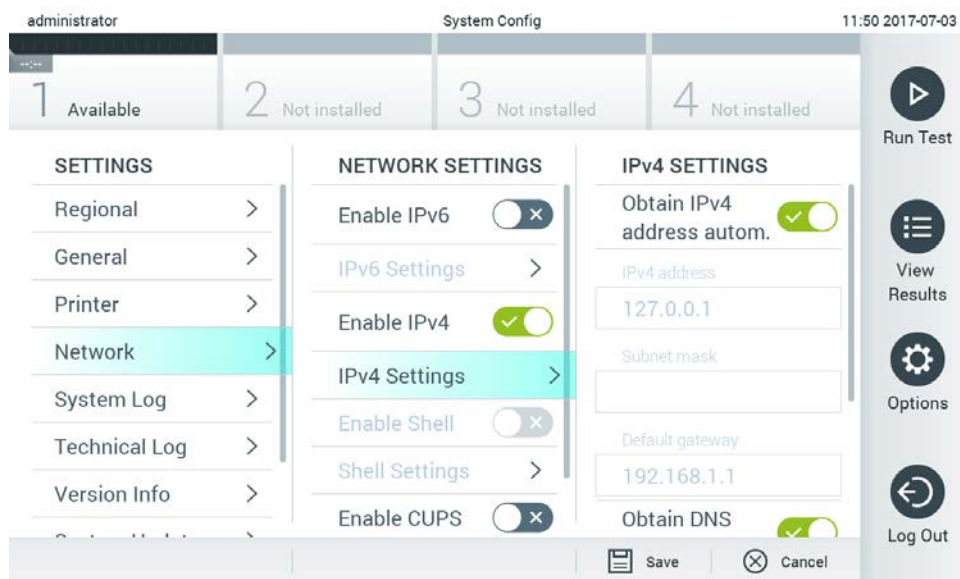 administrator
System Config
11:50 2017-07-03
--:--
1 Available
2 Not installed
3 Not installed
4 Not installed
Run Test
View
Results
Options
Log Out
SETTINGS
Regional
General
Printer
Network
System Log
Technical Log
Version Info
NETWORK SETTINGS
Enable IPv6
IPv6 Settings
Enable IPv4
IPv4 Settings
Enable Shell
Shell Settings
Enable CUPS
IPv4 SETTINGS
Obtain IPv4
address autom.
IPv4 address
127.0.0.1
Subnet mask
Default gateway
192.168.1.1
Obtain DNS
Save
Cancel